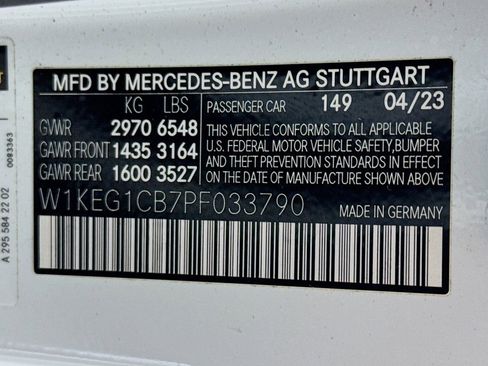 MFD BY MERCEDES-BENZ AG STUTTGART
KG LBS
PASSENGER CAR 149 04/23
GVWR 2970 6548
GAWR FRONT 1435 3164
GAWR REAR 1600 3527
THIS VEHICLE CONFORMS TO ALL APPLICABLE
U.S. FEDERAL MOTOR VEHICLE SAFETY, BUMPER
AND THEFT PREVENTION STANDARDS IN EFFECT
ON THE DATE OF MANUFACTURE SHOWN ABOVE.
W1KEG1CB7PF033790
MADE IN GERMANY
A 295 584 22 02
0083363